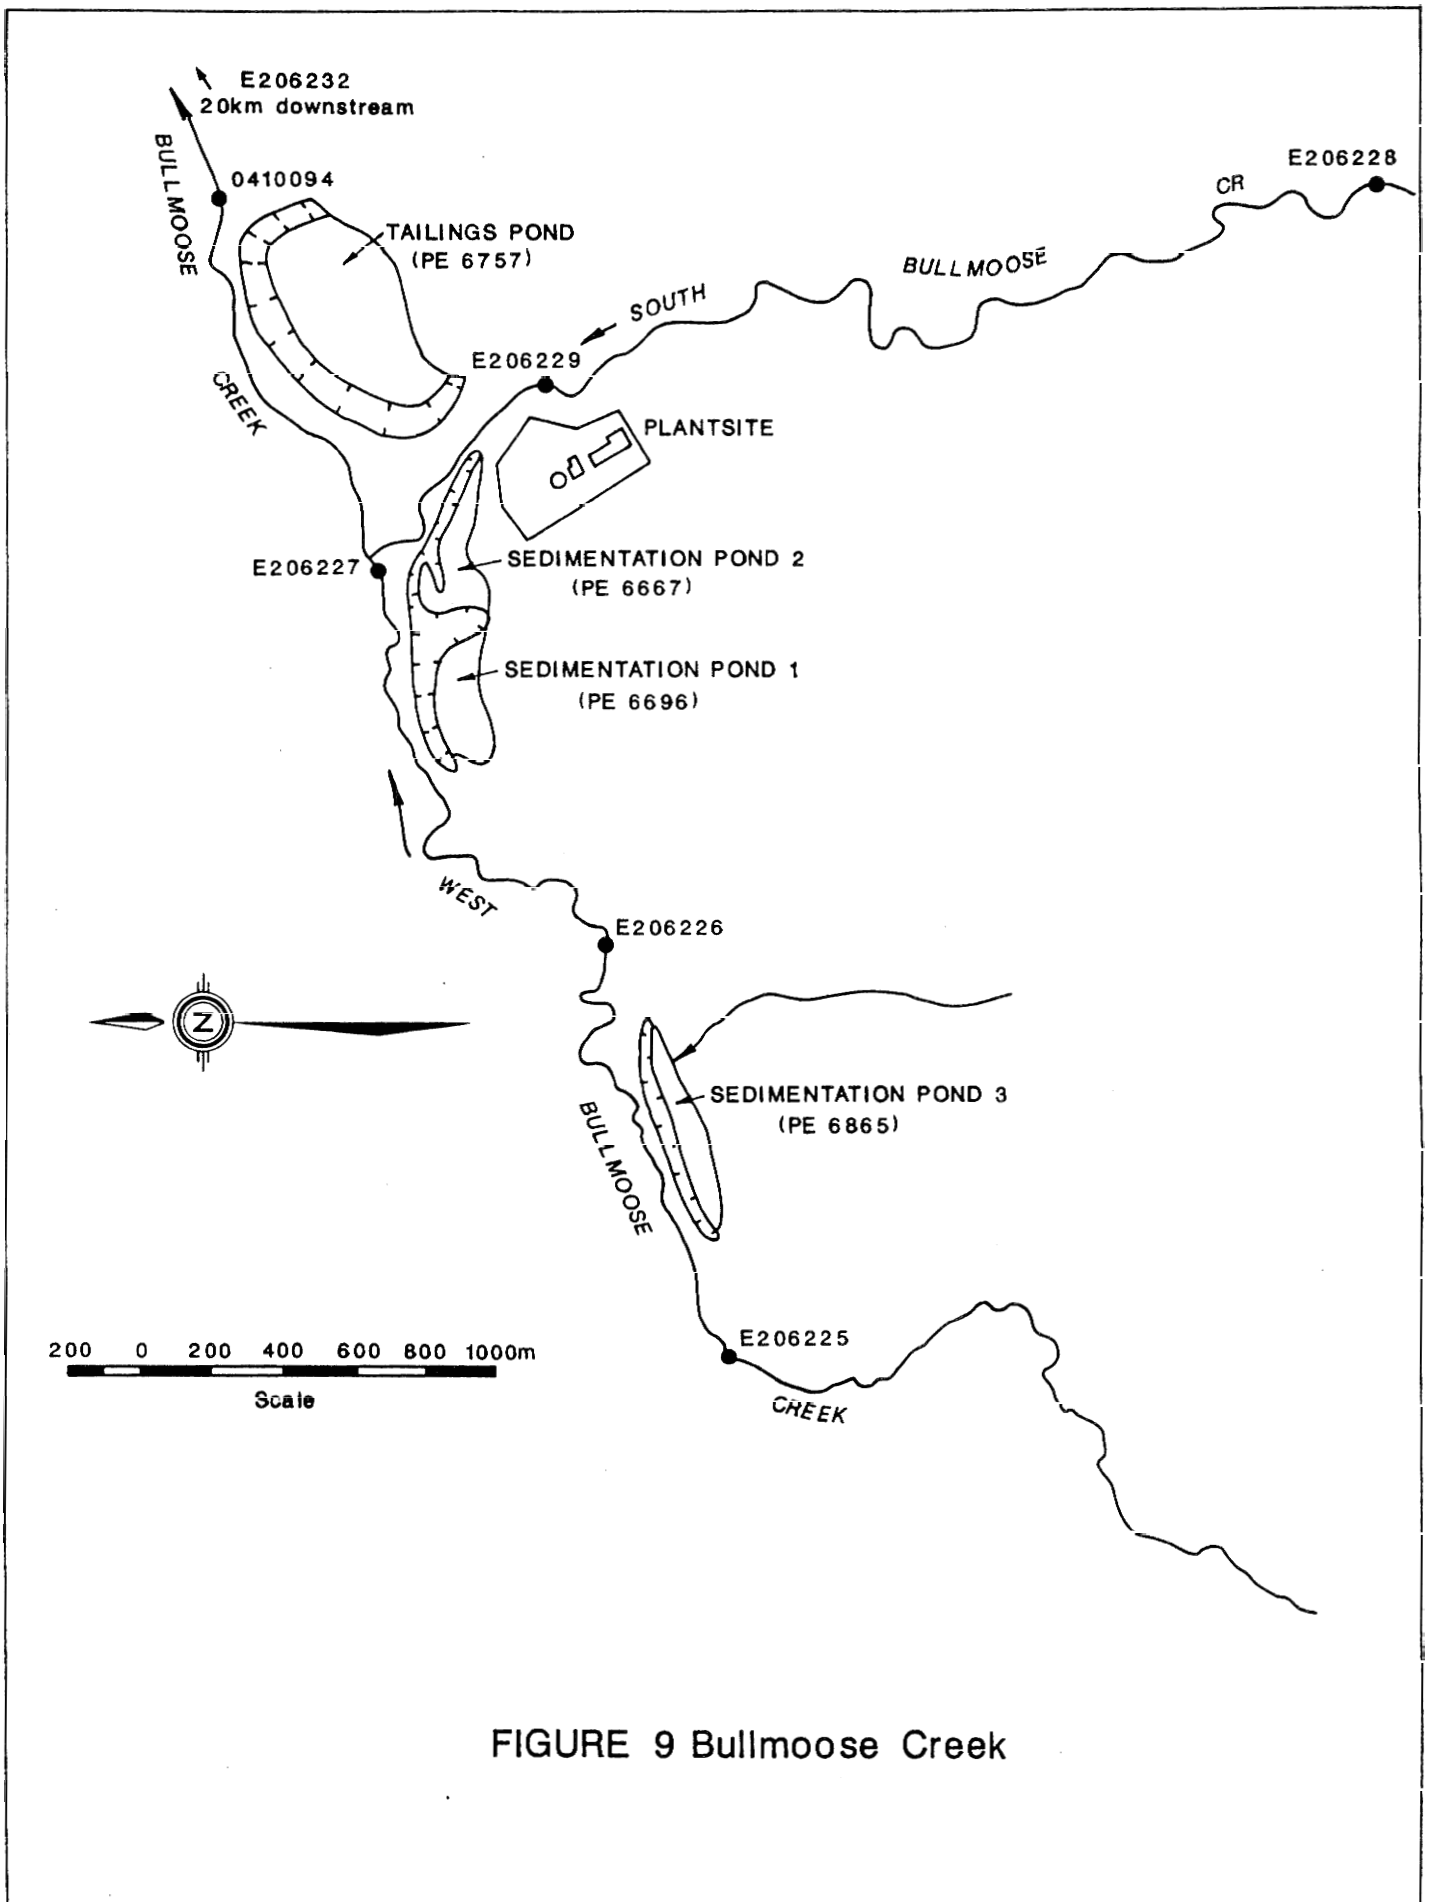 E206232
20km downstream
BULLMOOSE
0410094
E206228
CR
TAILINGS POND
(PE 6757)
BULLMOOSE
SOUTH
E206229
CREEK
PLANTSITE
SEDIMENTATION POND 2
(PE 6667)
E206227
SEDIMENTATION POND 1
(PE 6696)
WEST
E206226
N
SEDIMENTATION POND 3
(PE 6865)
BULLMOOSE
E206225
200 0 200 400 600 800 1000m
Scale
CREEK
FIGURE 9 Bullmoose Creek